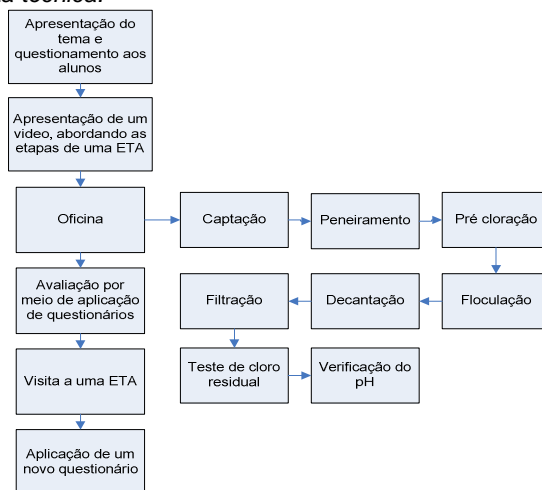 a técnica.
Apresentação do
tema e
questionamento aos
alunos
Apresentação de um
video, abordando as
etapas de uma ETA
Oficina
Captação
Peneiramento
Pré cloração
Avaliação por
meio de aplicação
de questionários
Filtração
Decantação
Floculação
Visita a uma ETA
Teste de cloro
residual
Verificação do
pH
Aplicação de um
novo questionário